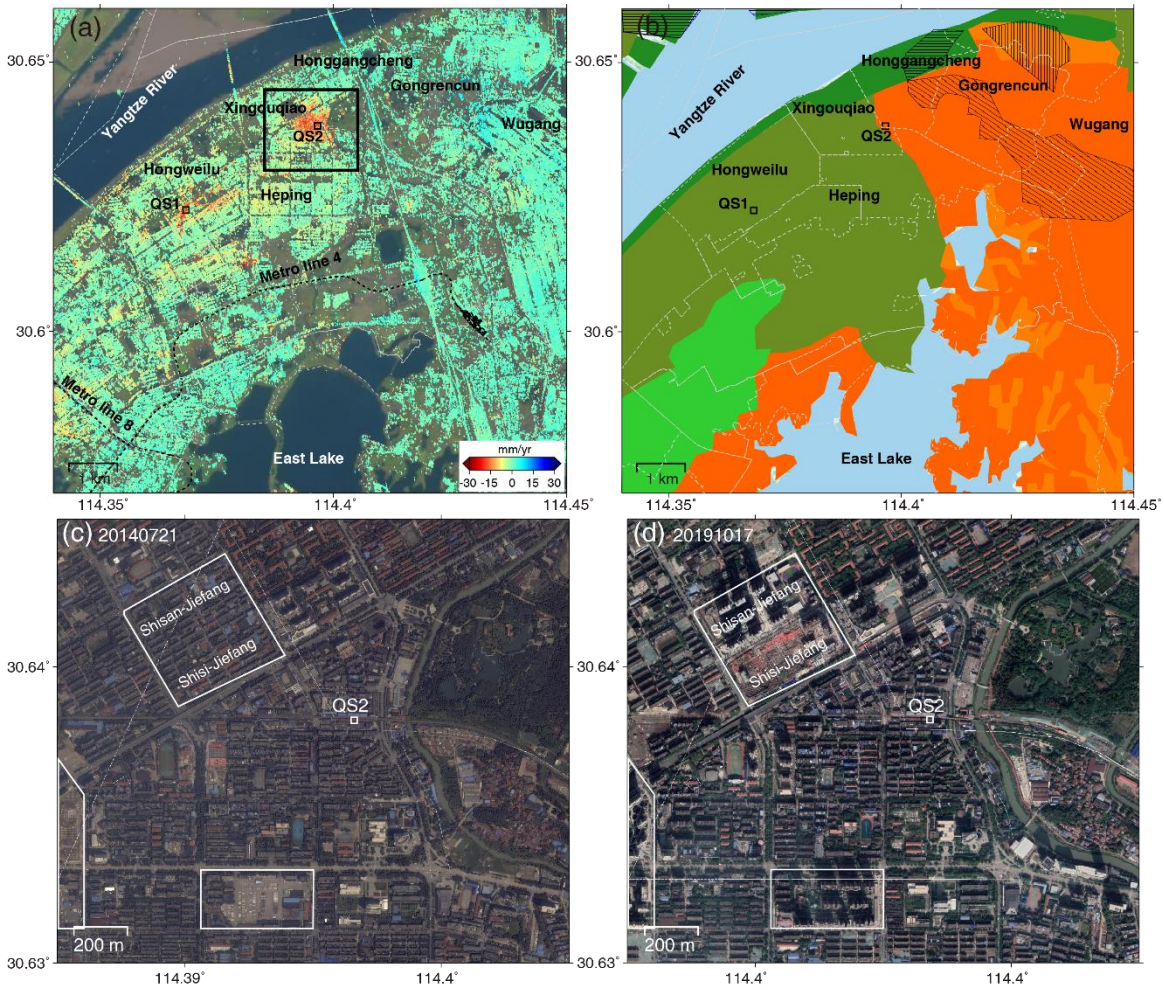 (a)
30.65°
Honggangcheng
Gongrencun
Yangtze River
Xingouqiao
QS2
Wugang
Hongweilu
QS1
Heping
Metro line 4
30.6°
Metro line 8
East Lake
mm/yr
-30 -15 0 15 30
1 km
114.35° 114.4° 114.45°
(b)
30.65°
Honggangcheng
Gongrencun
Yangtze River
Xingouqiao
QS2
Wugang
Hongweilu
QS1
Heping
30.6°
East Lake
1 km
114.35° 114.4° 114.45°
(c) 20140721
Shisan-Jiefang
Shisi-Jiefang
30.64°
QS2
200 m
30.63°
114.39° 114.4°
(d) 20191017
Shisan-Jiefang
Shisi-Jiefang
QS2
200 m
114.4° 114.4°